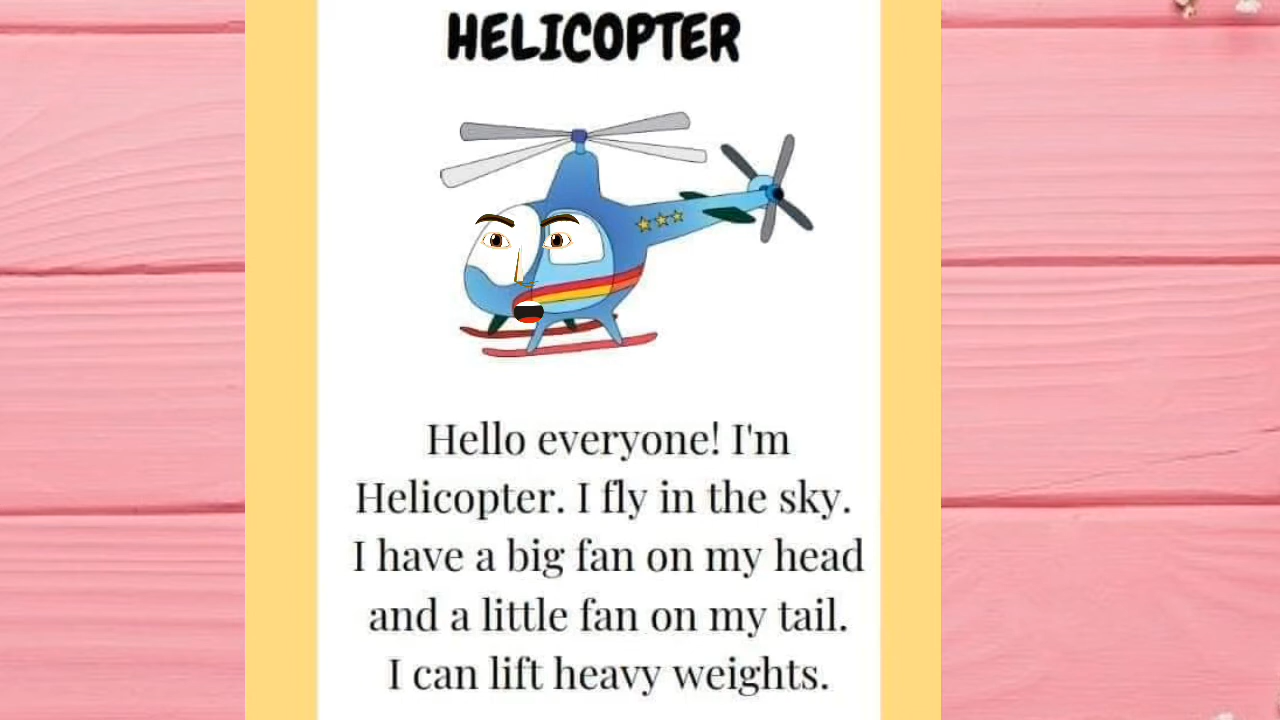 HELICOPTER
Hello everyone! I'm
Helicopter. I fly in the sky.
I have a big fan on my head
and a little fan on my tail.
I can lift heavy weights.